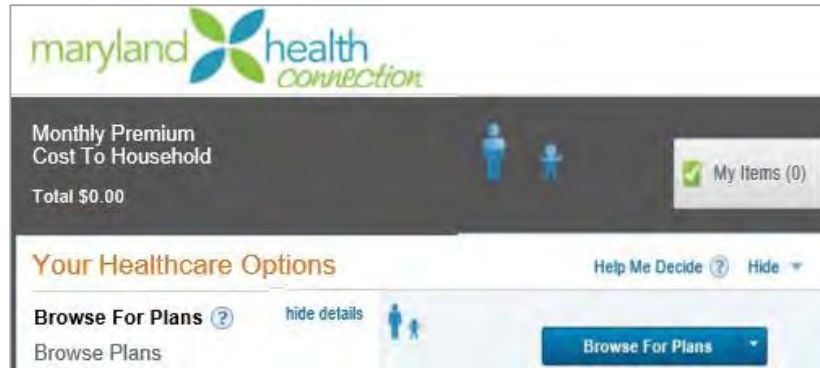 maryland health
connection
Monthly Premium
Cost To Household
Total $0.00
My Items (0)
Your Healthcare Options
Help Me Decide ? Hide
Browse For Plans ?
hide details
Browse For Plans
Browse Plans